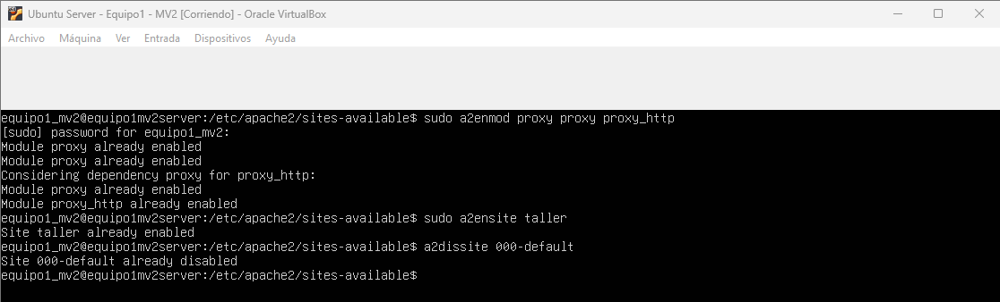 Ubuntu Server - Equipo1 - MV2 [Corriendo] - Oracle VirtualBox
Archivo Máquina Ver Entrada Dispositivos Ayuda
equipo1_mv2@equipo1mv2server:/etc/apache2/sites-available$ sudo a2enmod proxy proxy proxy_http
[sudo] password for equipo1_mv2:
Module proxy already enabled
Module proxy already enabled
Considering dependency proxy for proxy_http:
Module proxy already enabled
Module proxy_http already enabled
equipo1_mv2@equipo1mv2server:/etc/apache2/sites-available$ sudo a2ensite taller
Site taller already enabled
equipo1_mv2@equipo1mv2server:/etc/apache2/sites-available$ a2dissite 000-default
Site 000-default already disabled
equipo1_mv2@equipo1mv2server:/etc/apache2/sites-available$